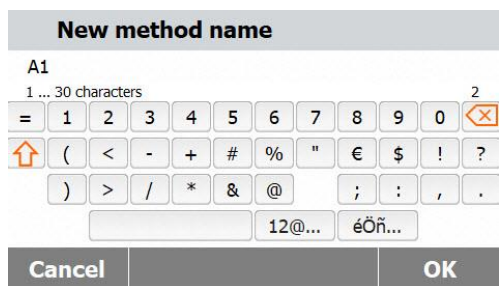 New method name
A1
1 ... 30 characters 2
= 1 2 3 4 5 6 7 8 9 0
( < - + # % " € $ ! ?
) > / * & @ ; : , .
12@... éÖñ...
Cancel OK